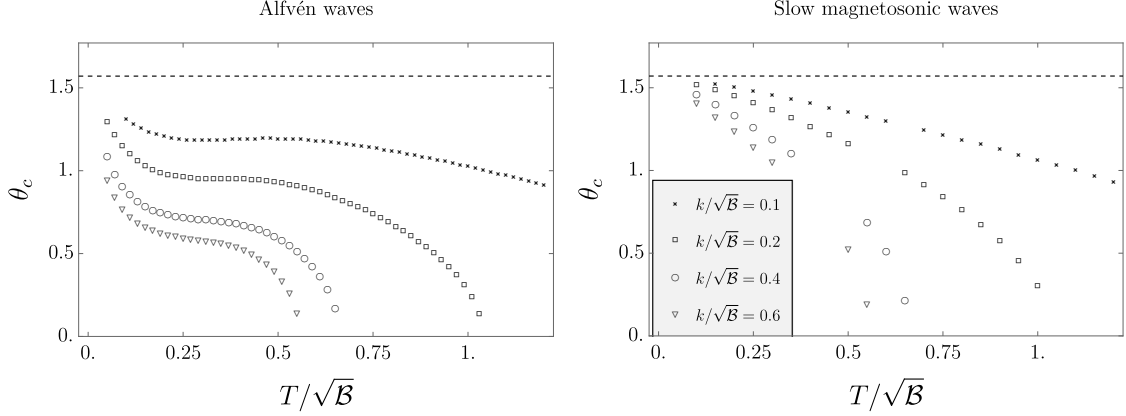 Alfvén waves
θc
1.5
1.
0.5
0.
0. 0.25 0.5 0.75 1.
T/√ℬ
Slow magnetosonic waves
θc
1.5
1.
0.5
0.
k/√ℬ = 0.1
k/√ℬ = 0.2
k/√ℬ = 0.4
k/√ℬ = 0.6
0. 0.25 0.5 0.75 1.
T/√ℬ